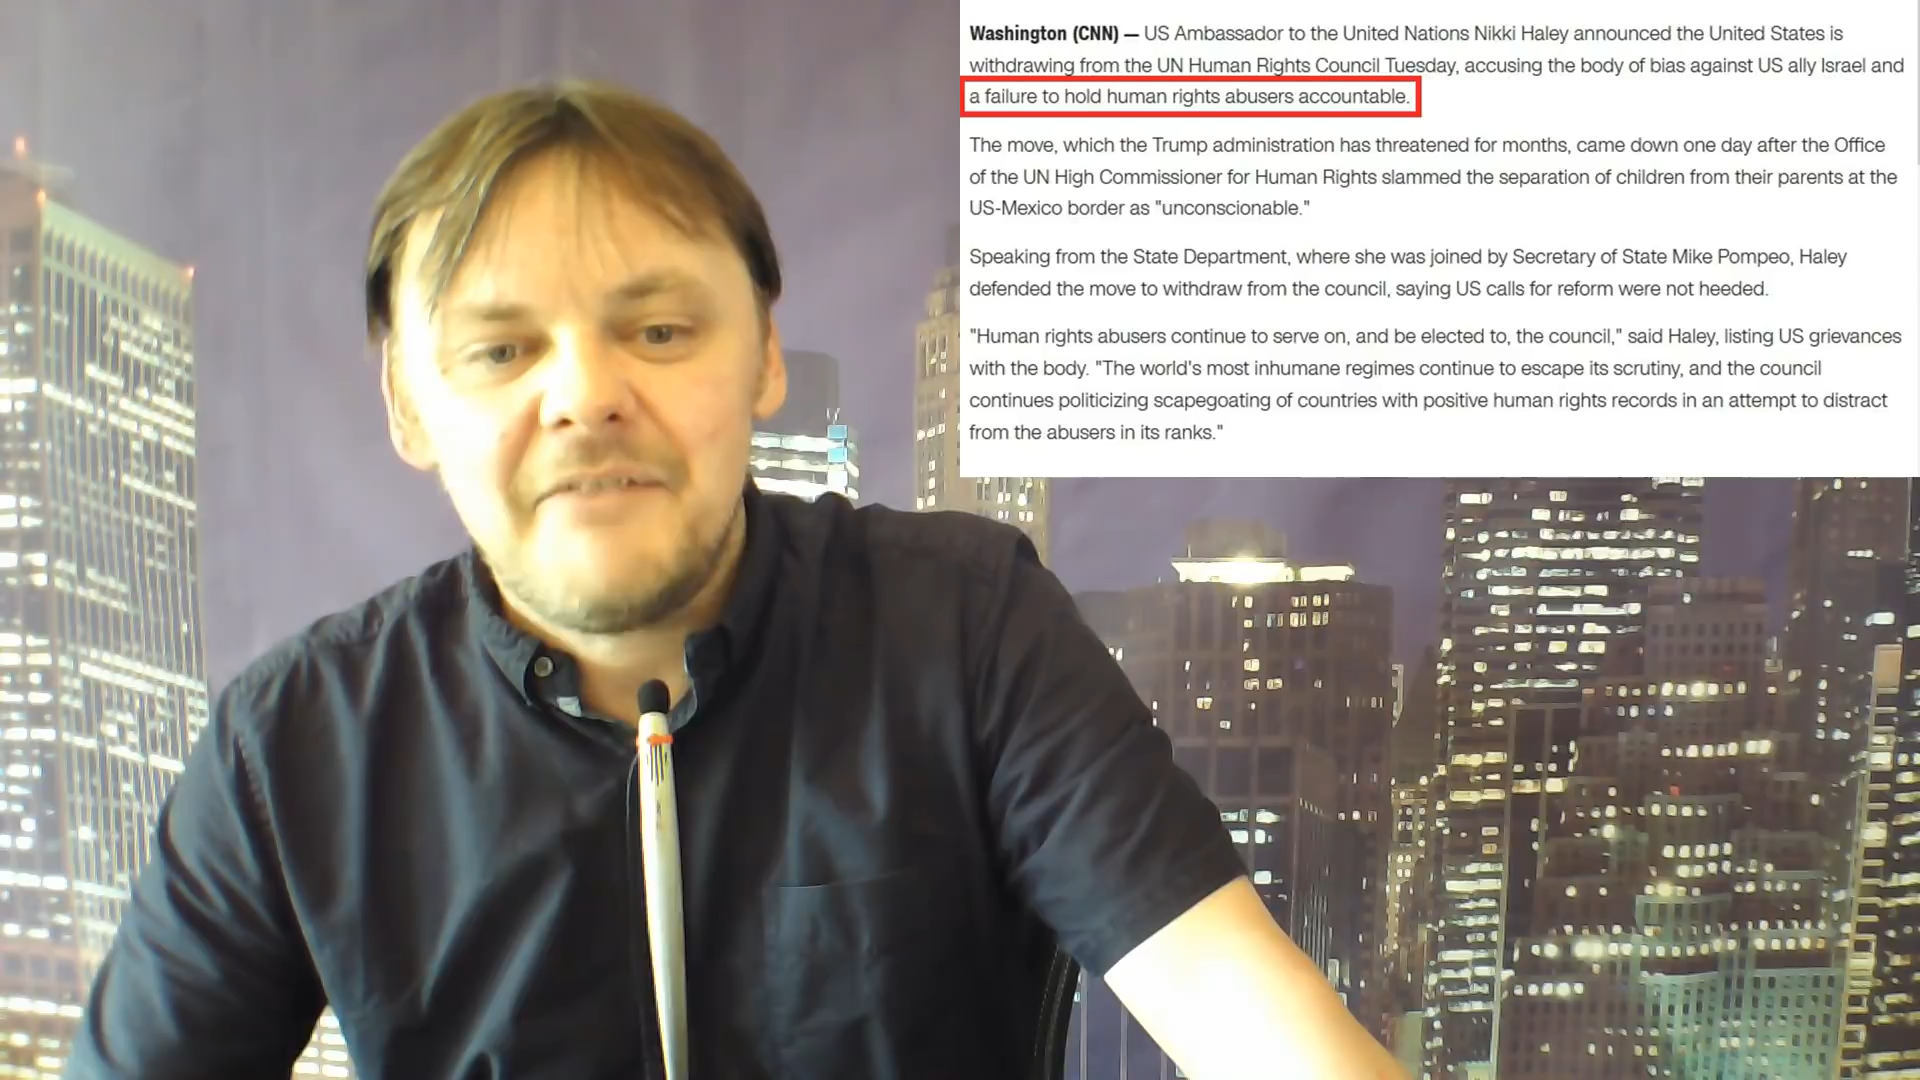 Washington (CNN) — US Ambassador to the United Nations Nikki Haley announced the United States is
withdrawing from the UN Human Rights Council Tuesday, accusing the body of bias against US ally Israel and
a failure to hold human rights abusers accountable.
The move, which the Trump administration has threatened for months, came down one day after the Office
of the UN High Commissioner for Human Rights slammed the separation of children from their parents at the
US-Mexico border as "unconscionable."
Speaking from the State Department, where she was joined by Secretary of State Mike Pompeo, Haley
defended the move to withdraw from the council, saying US calls for reform were not heeded.
"Human rights abusers continue to serve on, and be elected to, the council," said Haley, listing US grievances
with the body. "The world's most inhumane regimes continue to escape its scrutiny, and the council
continues politicizing scapegoating of countries with positive human rights records in an attempt to distract
from the abusers in its ranks."